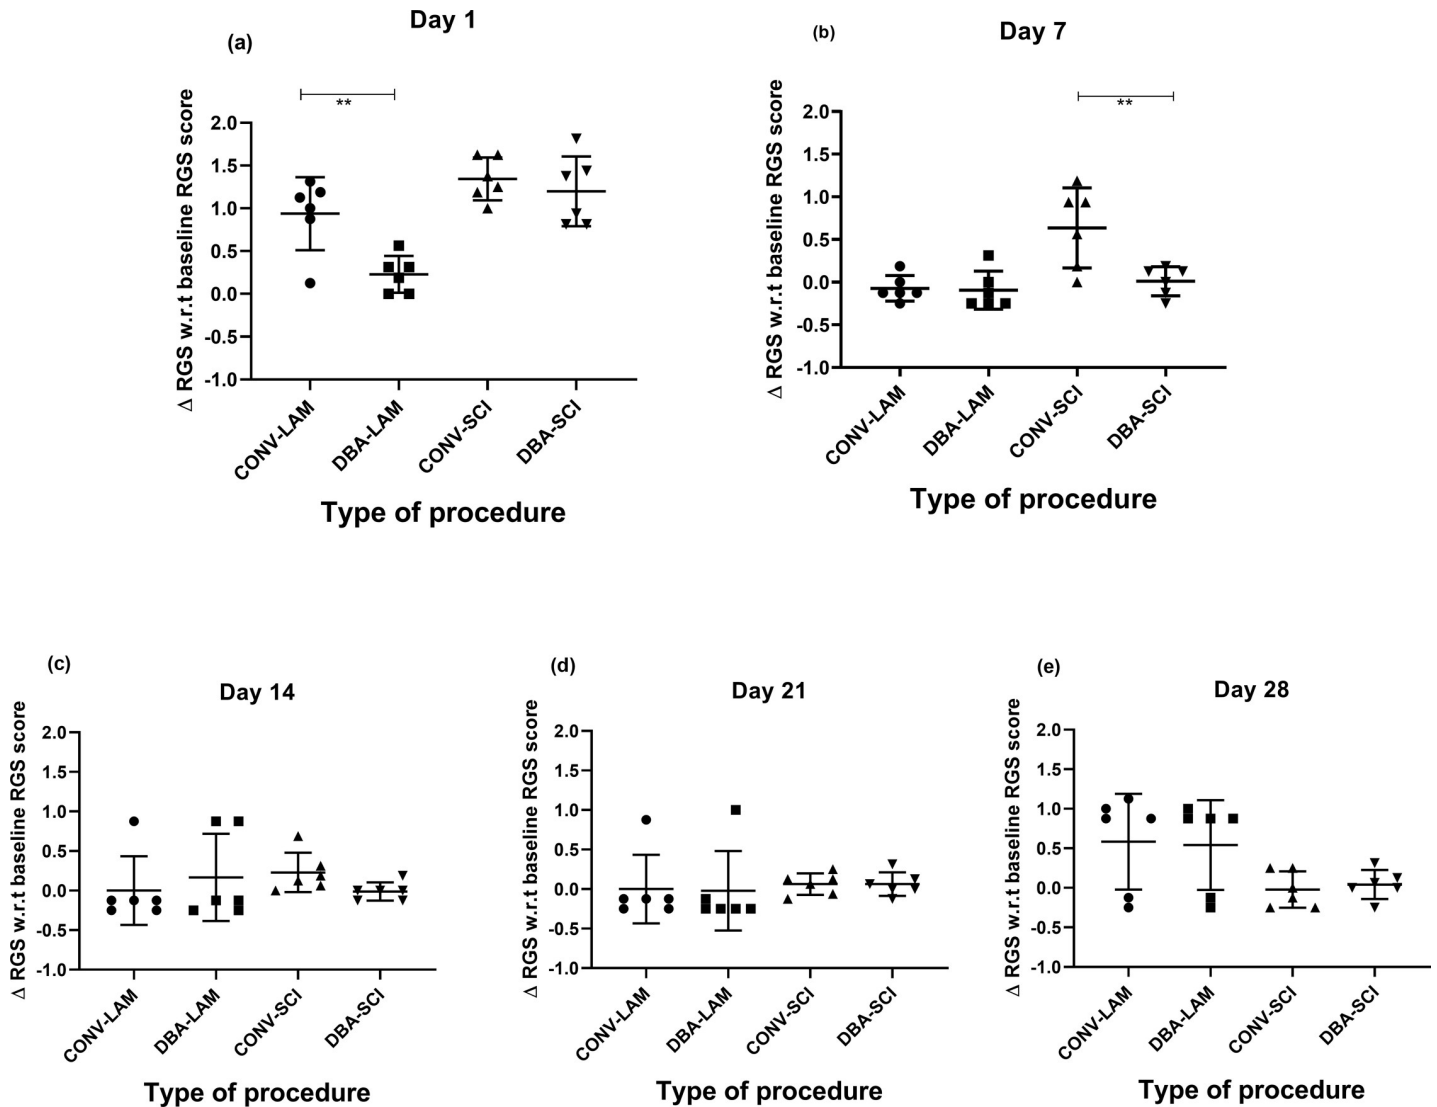 Day 1
(a)
Δ RGS w.r.t baseline RGS score
**
2.0
1.5
1.0
0.5
0.0
-0.5
-1.0
CONV-LAM
DBA-LAM
CONV-SCI
DBA-SCI
Type of procedure
(b)
Day 7
Δ RGS w.r.t baseline RGS score
**
2.0
1.5
1.0
0.5
0.0
-0.5
-1.0
CONV-LAM
DBA-LAM
CONV-SCI
DBA-SCI
Type of procedure
(c)
Day 14
Δ RGS w.r.t baseline RGS score
2.0
1.5
1.0
0.5
0.0
-0.5
-1.0
CONV-LAM
DBA-LAM
CONV-SCI
DBA-SCI
Type of procedure
(d)
Day 21
Δ RGS w.r.t baseline RGS score
2.0
1.5
1.0
0.5
0.0
-0.5
-1.0
CONV-LAM
DBA-LAM
CONV-SCI
DBA-SCI
Type of procedure
(e)
Day 28
Δ RGS w.r.t baseline RGS score
2.0
1.5
1.0
0.5
0.0
-0.5
-1.0
CONV-LAM
DBA-LAM
CONV-SCI
DBA-SCI
Type of procedure